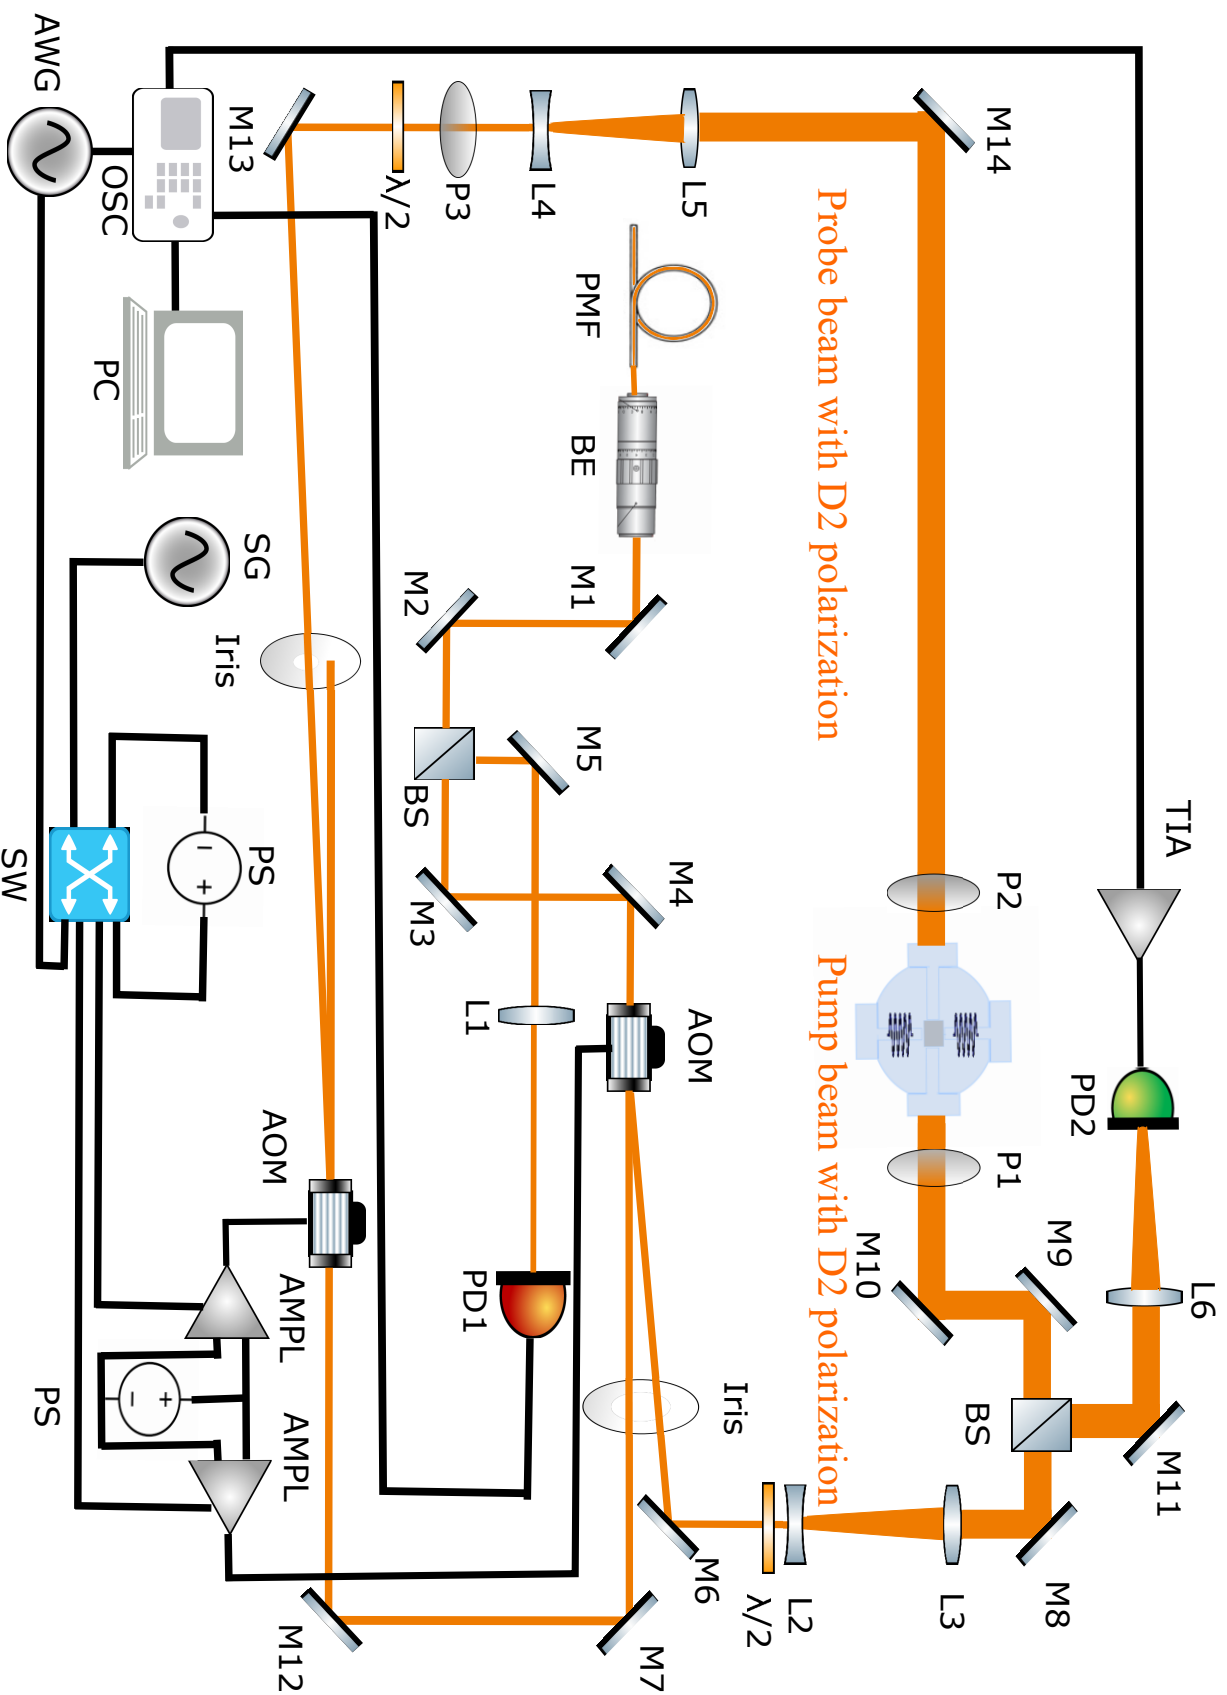 TIA
L6
M11
PD2
M9
M8
M14
P2
P1
BS
L3
M10
Probe beam with D2 polarization
Pump beam with D2 polarization
L2
λ/2
Iris
M6
L5
M4
AOM
M7
PMF
BE
M1
M5
L4
P3
L1
PD1
λ/2
M2
BS
M3
M13
SG
PS
AOM
AMPL
AMPL
M12
Iris
OSC
PC
AWG
SW
PS